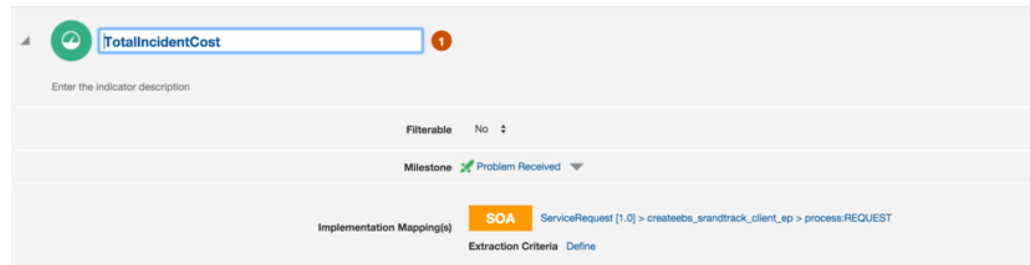 TotalIncidentCost 1
Enter the indicator description
Filterable No
Milestone Problem Received
Implementation Mapping(s) SOA ServiceRequest [1.0] > createebs_srandtrack_client_ep > process:REQUEST
Extraction Criteria Define